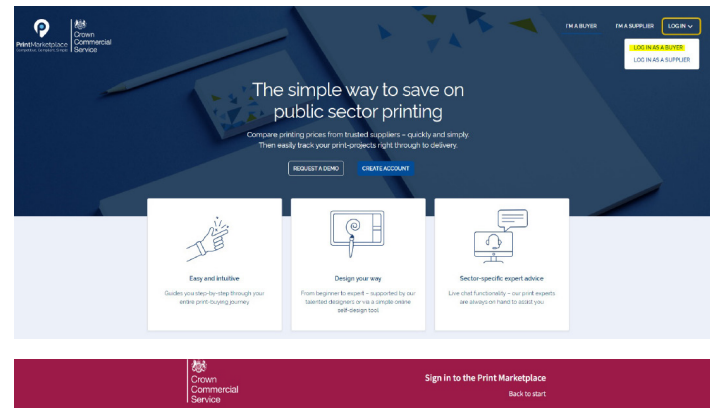 PrintMarketplace
Crown
Commercial
Service
I'M A BUYER
I'M A SUPPLIER
LOG IN
LOG IN AS A BUYER
LOG IN AS A SUPPLIER
The simple way to save on
public sector printing
Compare printing prices from trusted suppliers – quickly and simply.
Then easily track your print-projects right through to delivery.
REQUEST A DEMO
CREATE ACCOUNT
Easy and intuitive
Guides you step-by-step through your
entire print-buying journey.
Design your way
From beginner to expert – supported by our
talented designers or via a simple online
self-design tool.
Sector-specific expert advice
Live chat functionality – our print experts
are always on hand to assist you
Crown
Commercial
Service
Sign in to the Print Marketplace
Back to start